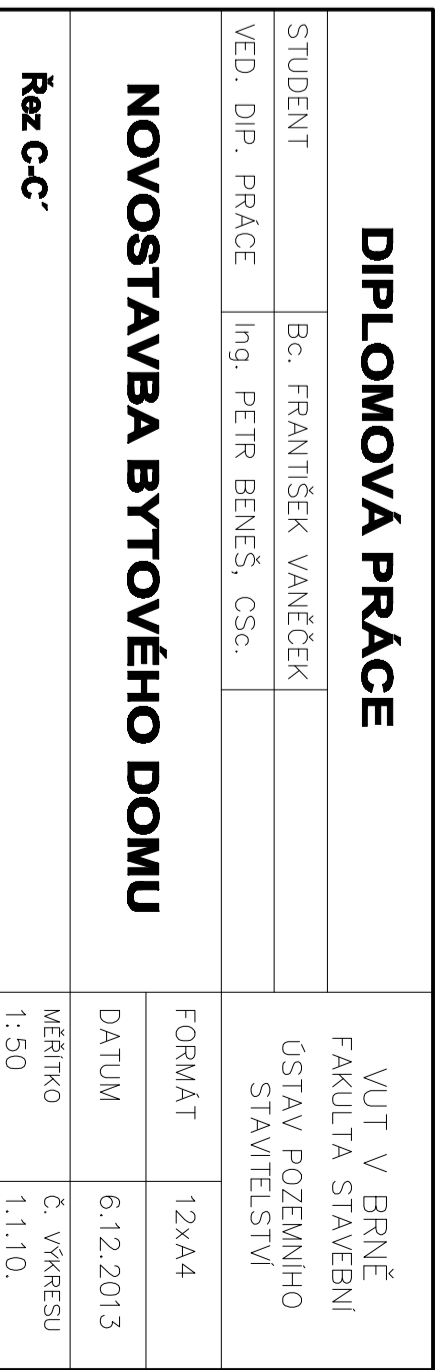 DIPLOMOVÁ PRÁCE
VUT V BRNĚ
FAKULTA STAVEBNÍ
ÚSTAV POZEMNÍHO
STAVITELSTVÍ
STUDENT Bc. FRANTIŠEK VANĚČEK
VED. DIP. PRÁCE Ing. PETR BENEŠ, CSc.
NOVOSTAVBA BYTOVÉHO DOMU
FORMÁT 12xA4
DATUM 6.12.2013
Řez C-C´
MĚŘÍTKO
1:50
Č. VÝKRESU
1.1.10.